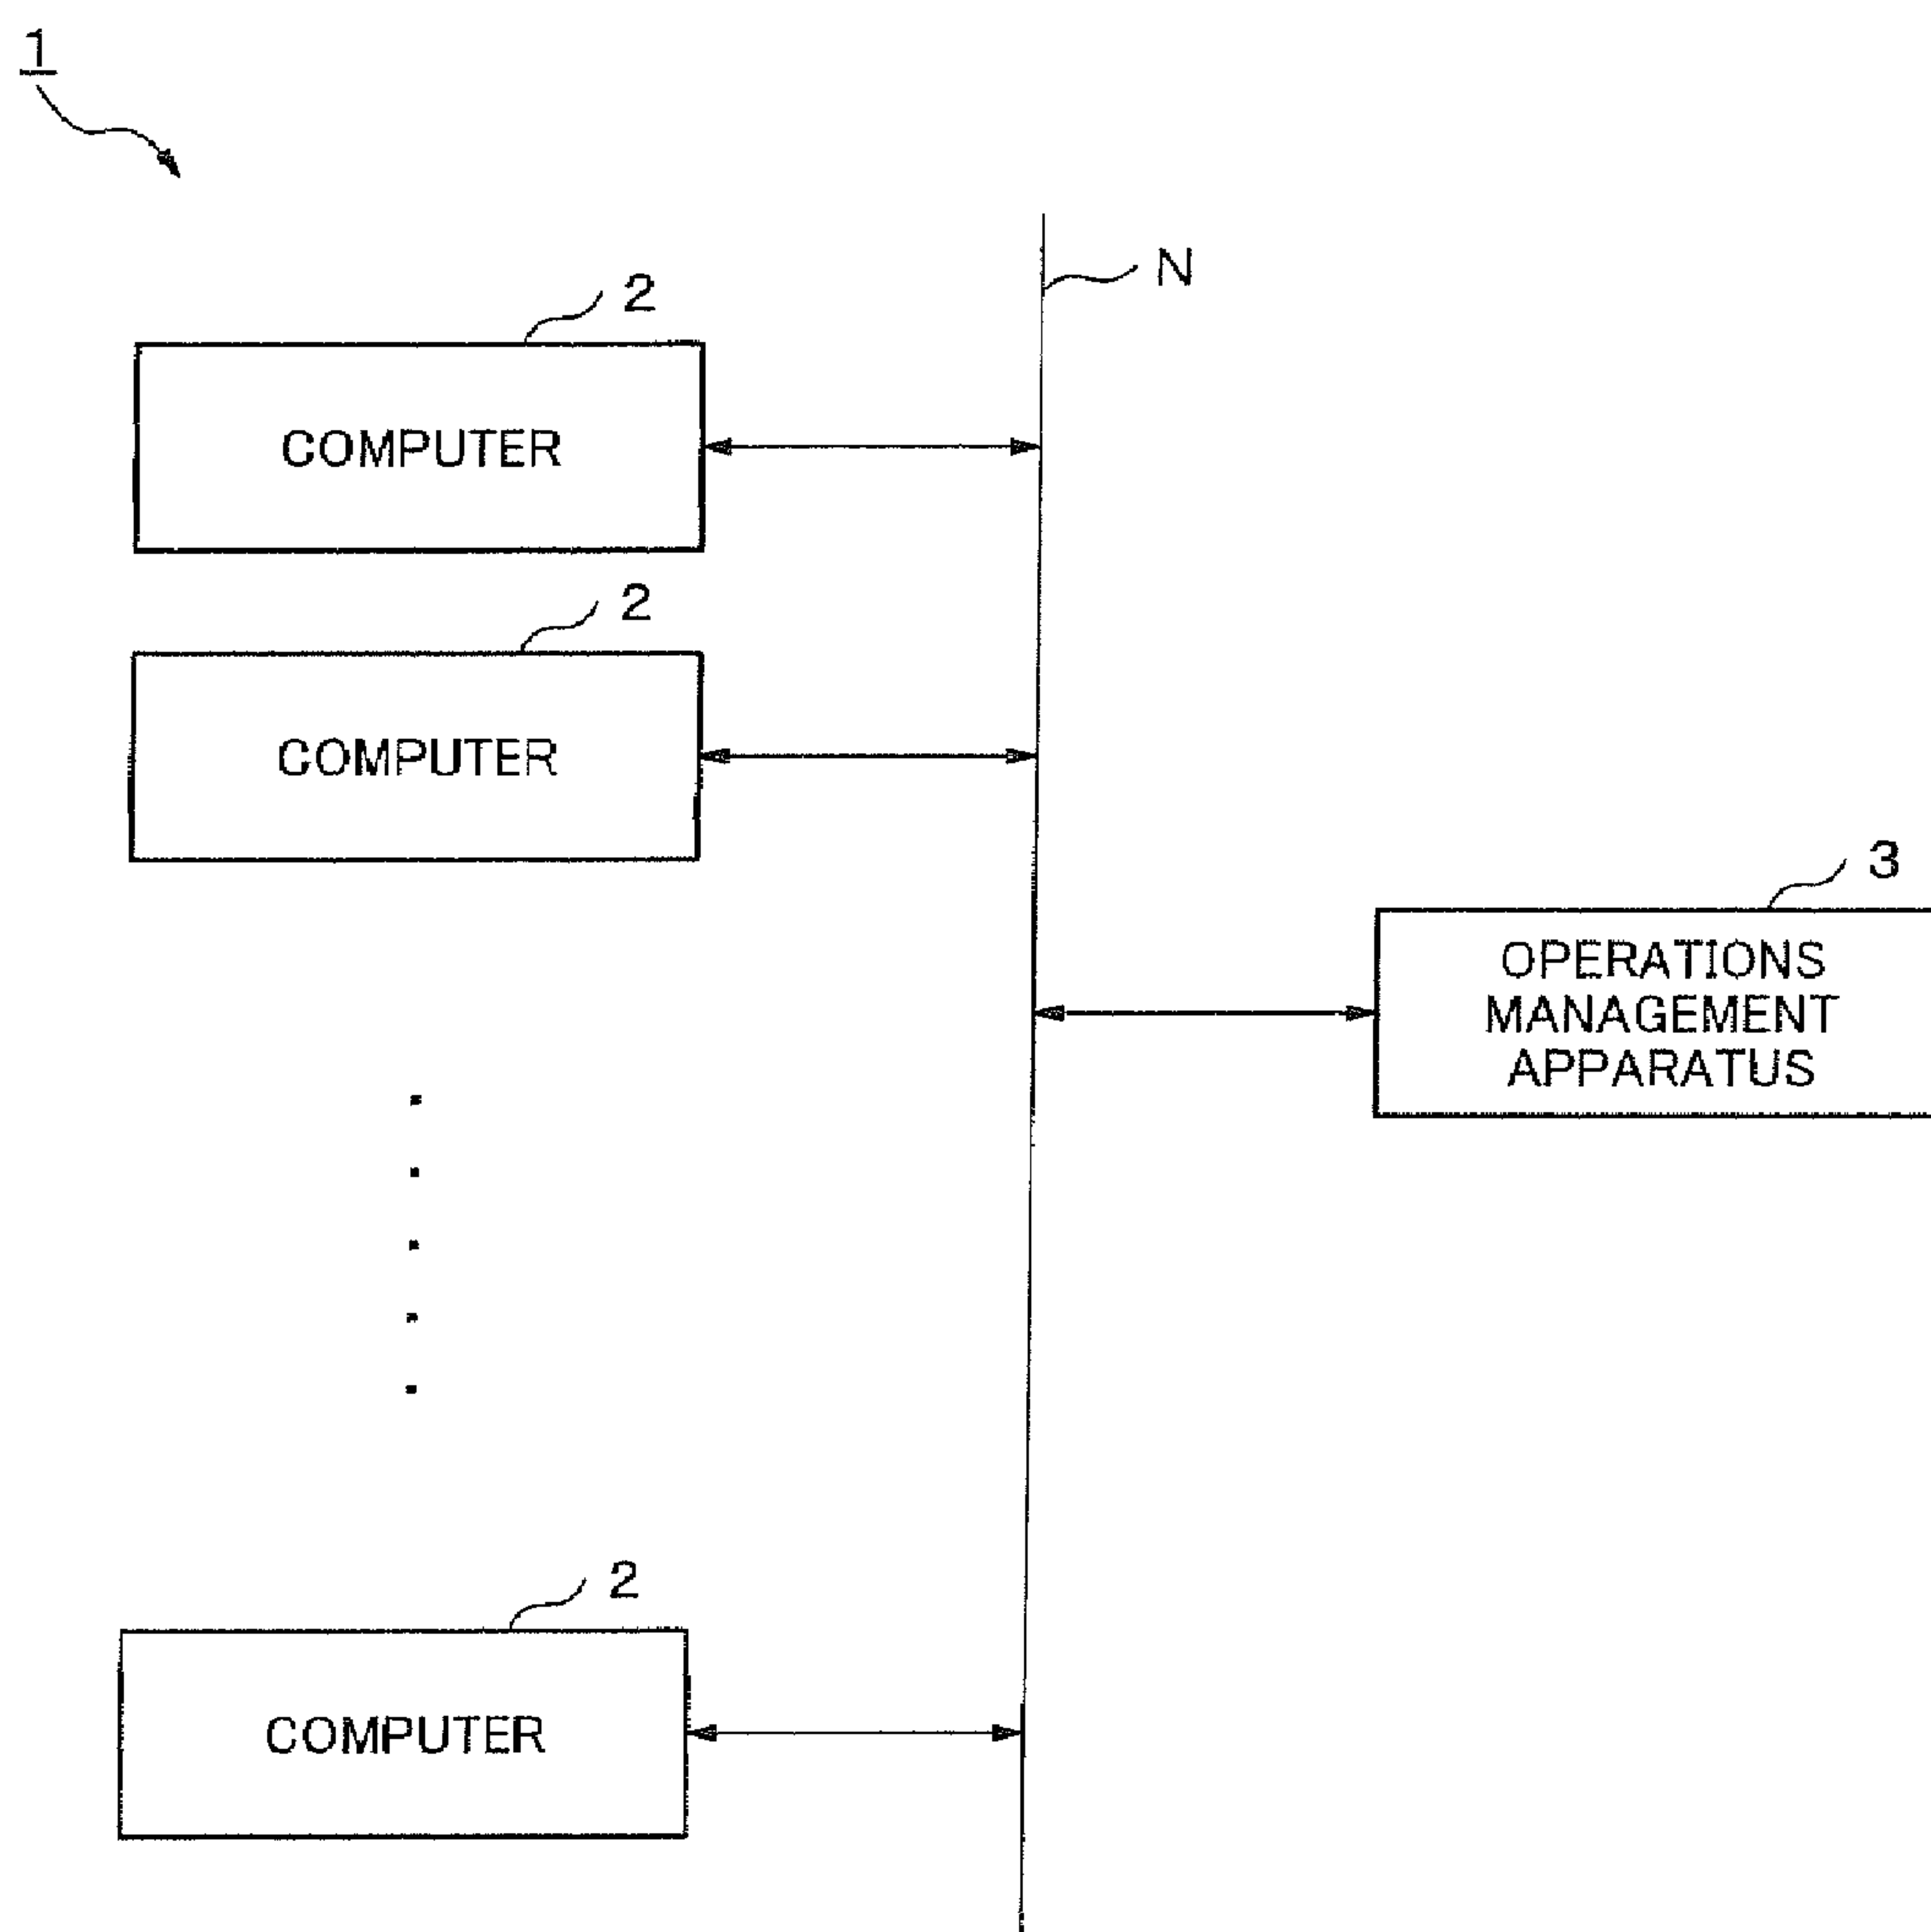 1
N
2
COMPUTER
2
COMPUTER
3
OPERATIONS
MANAGEMENT
APPARATUS
2
COMPUTER